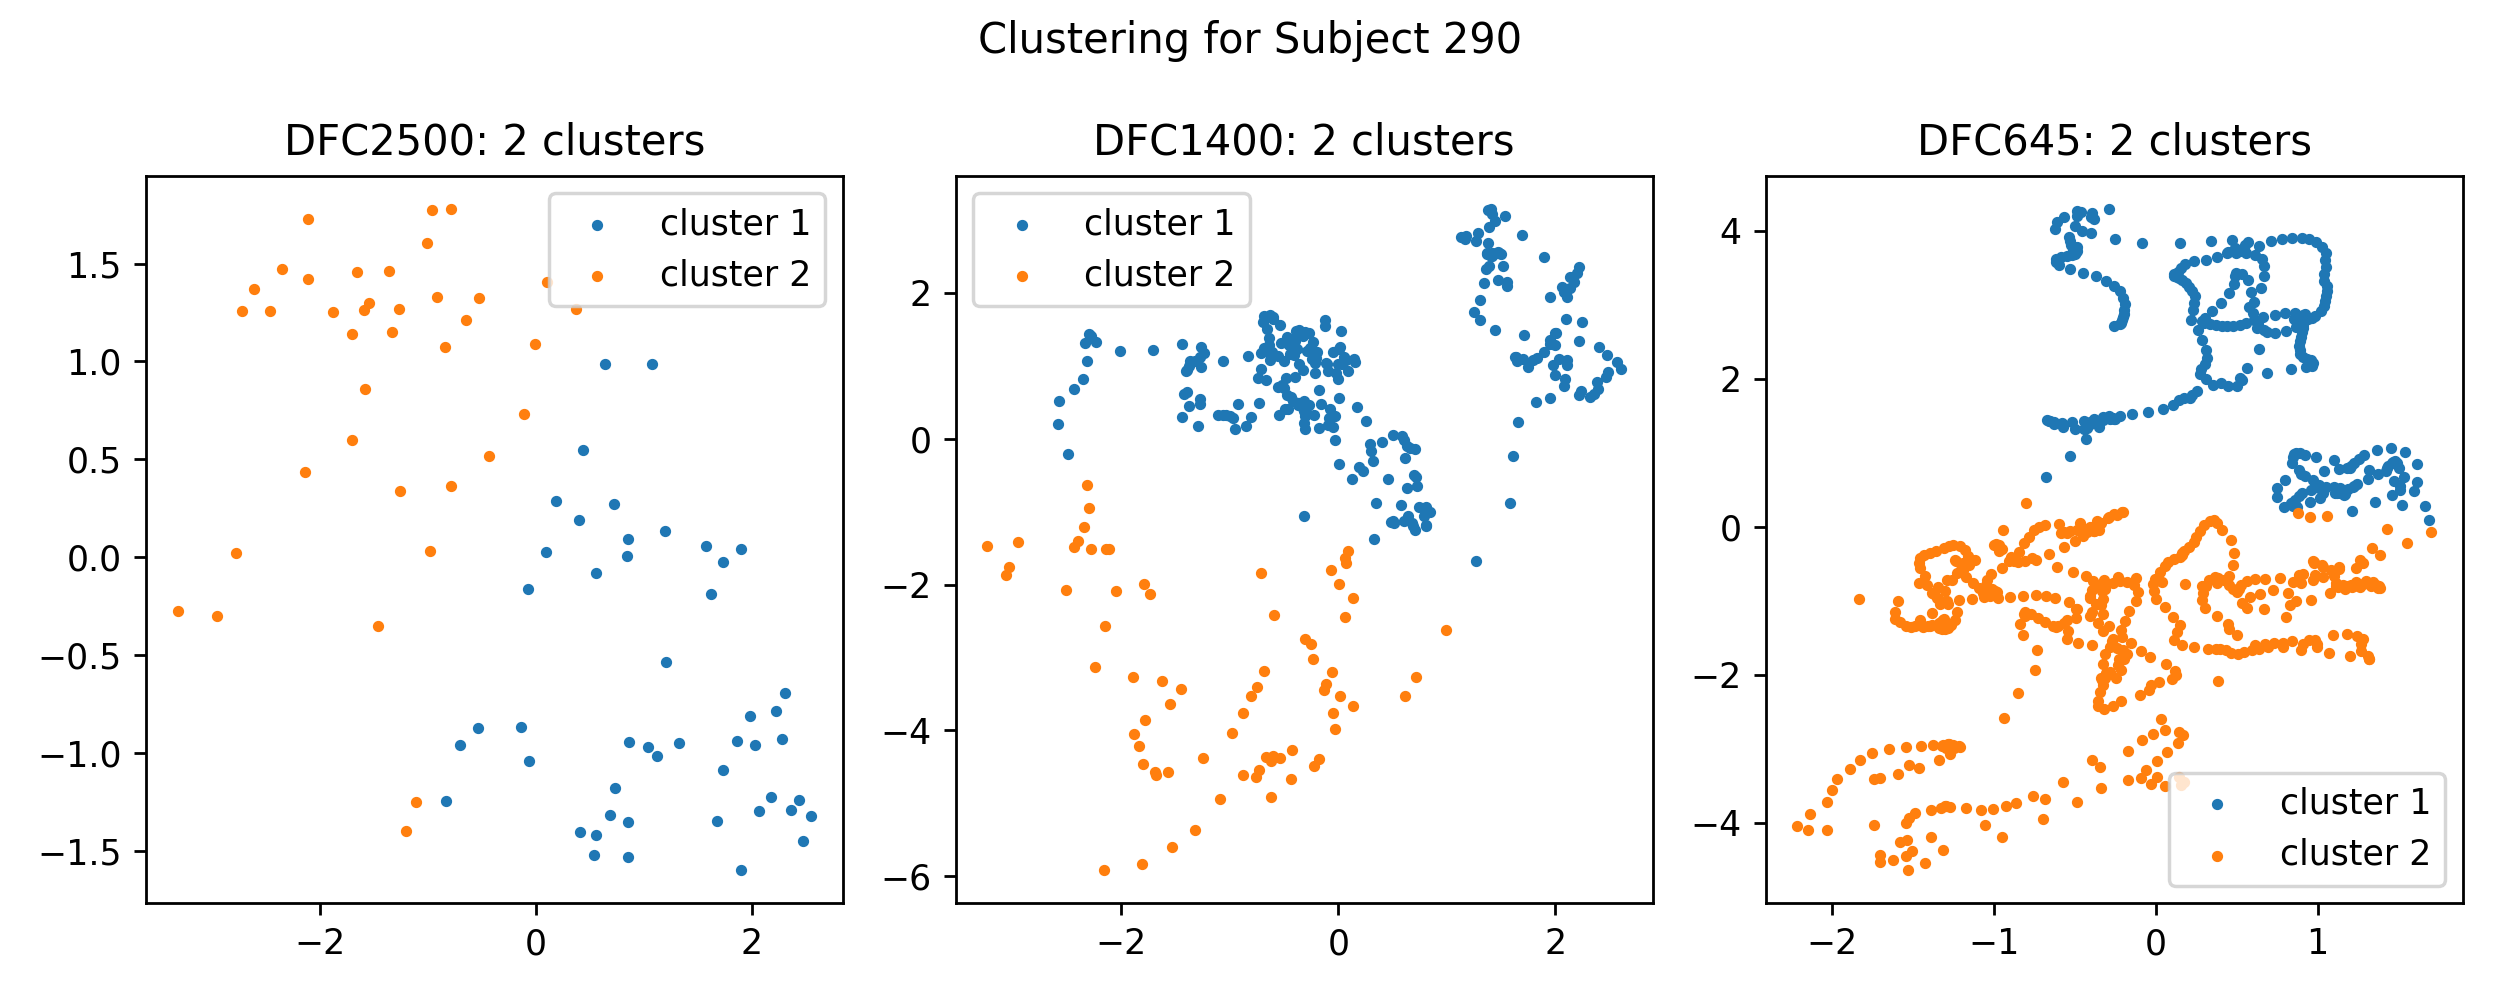 Clustering for Subject 290
DFC2500: 2 clusters
cluster 1
cluster 2
1.5
1.0
0.5
0.0
−0.5
−1.0
−1.5
−2 0 2
DFC1400: 2 clusters
cluster 1
cluster 2
2
0
−2
−4
−6
−2 0 2
DFC645: 2 clusters
4
2
0
−2
−4
cluster 1
cluster 2
−2 −1 0 1